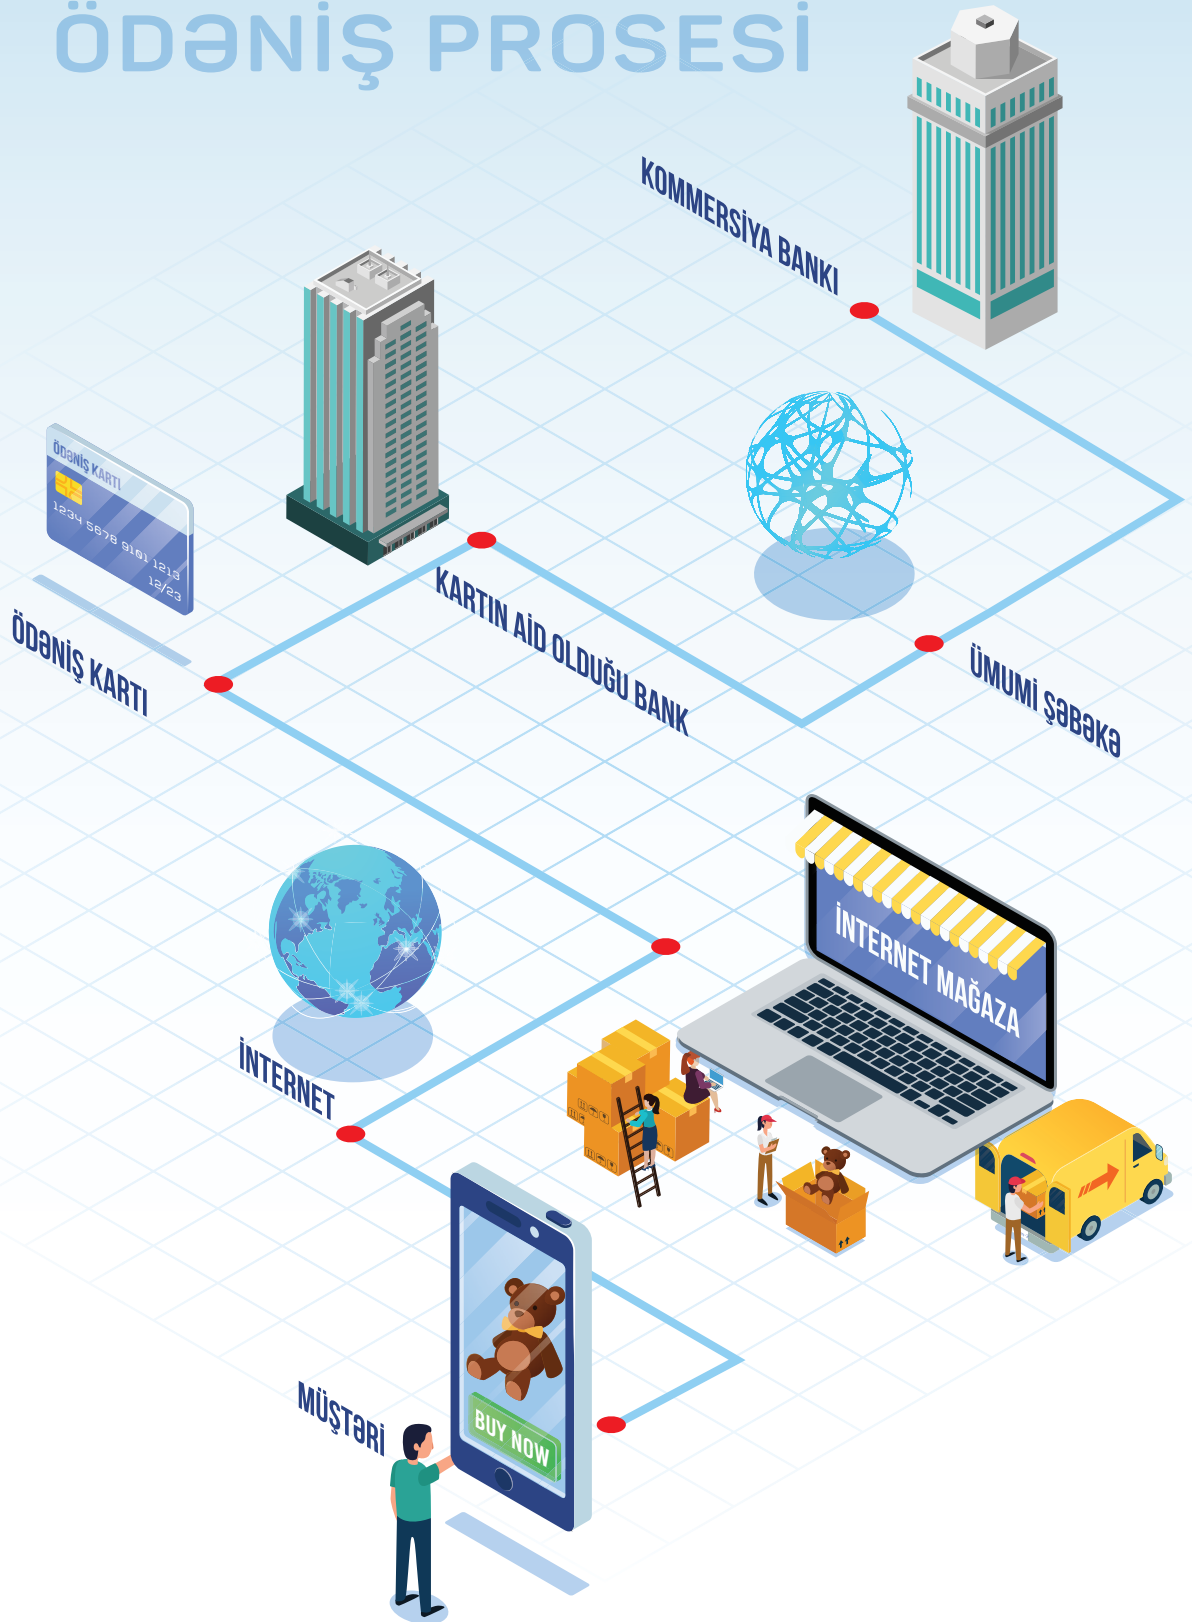 ÖDƏNİŞ PROSESİ
KOMMERSİYA BANKI
ÖDƏNİŞ KARTI
1234 5678 9101 1213
12/23
ÖDƏNİŞ KARTI
KARTIN AİD OLDUĞU BANK
ÜMUMİ ŞƏBƏKƏ
İNTERNET MAĞAZA
İNTERNET
MÜŞTƏRİ
BUY NOW